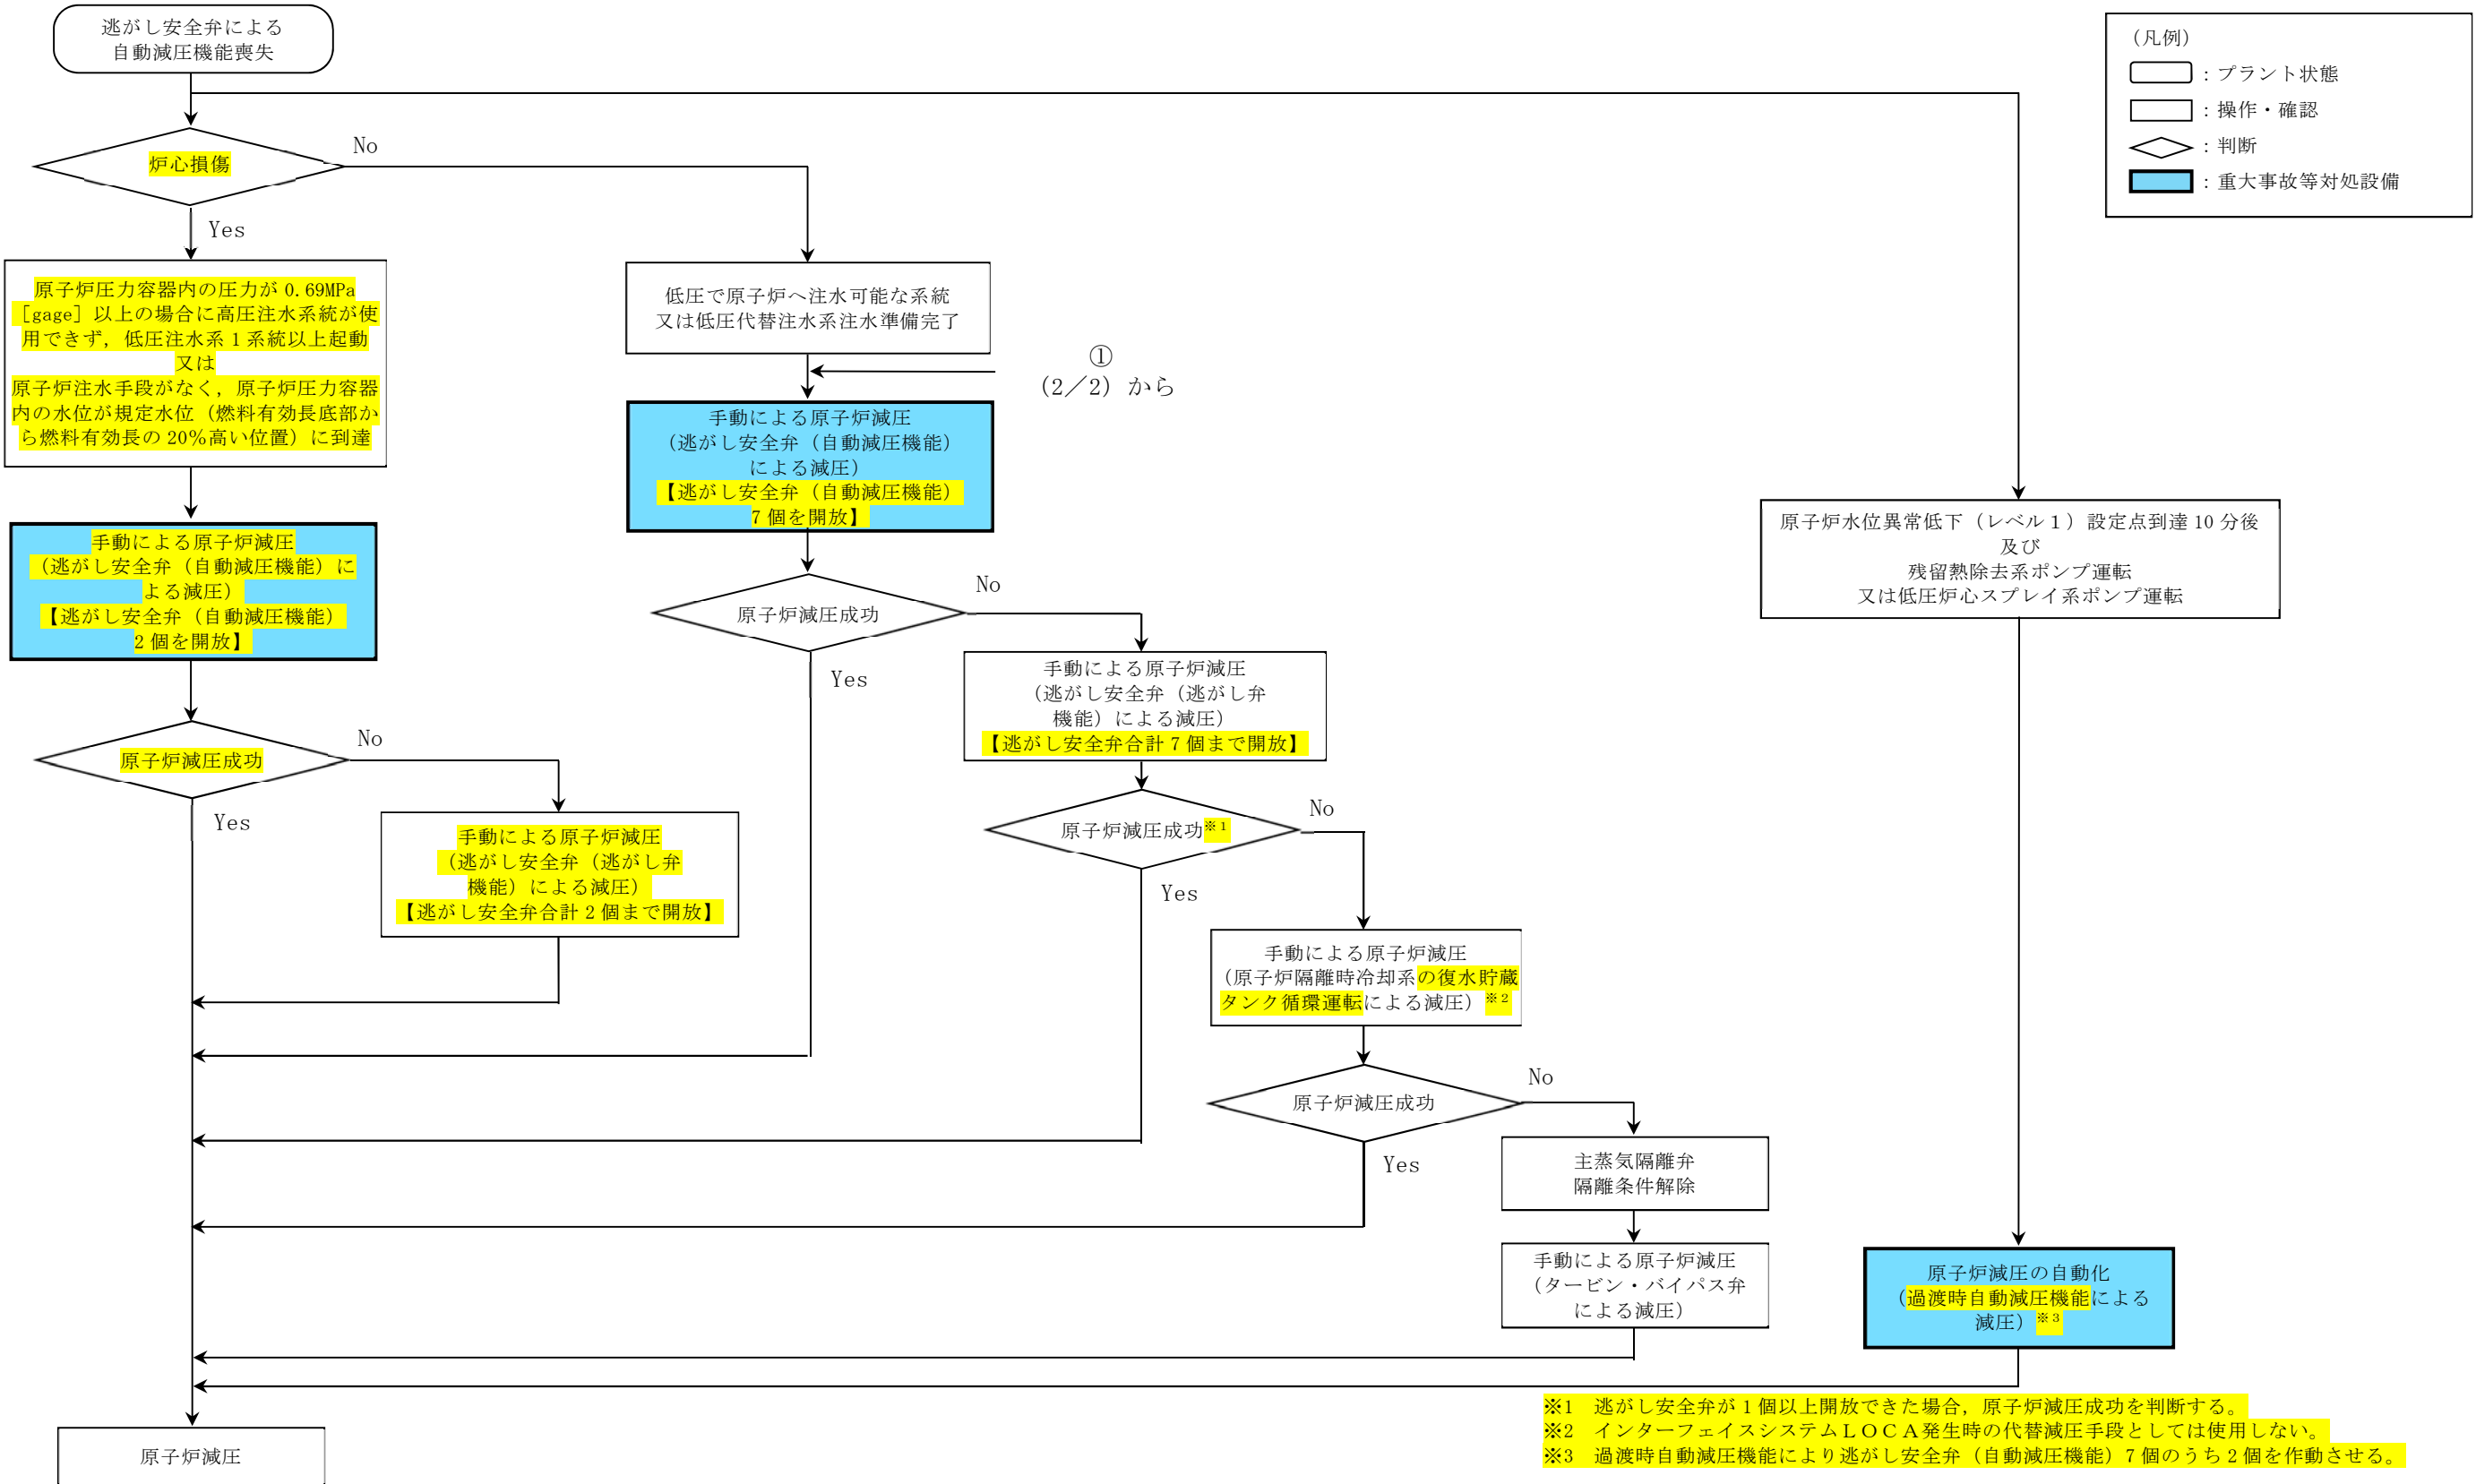 逃がし安全弁による
自動減圧機能喪失
（凡例）
：プラント状態
：操作・確認
：判断
：重大事故等対処設備
炉心損傷
No
Yes
原子炉圧力容器内の圧力が 0.69MPa
［gage］以上の場合に高圧注水系統が使
用できず，低圧注水系１系統以上起動
又は
原子炉注水手段がなく，原子炉圧力容器
内の水位が規定水位（燃料有効長底部か
ら燃料有効長の 20％高い位置）に到達
手動による原子炉減圧
（逃がし安全弁（自動減圧機能）に
よる減圧）
【逃がし安全弁（自動減圧機能）
２個を開放】
原子炉減圧成功
No
Yes
手動による原子炉減圧
（逃がし安全弁（逃がし弁
機能）による減圧）
【逃がし安全弁合計２個まで開放】
低圧で原子炉へ注水可能な系統
又は低圧代替注水系注水準備完了
①
（2／2）から
手動による原子炉減圧
（逃がし安全弁（自動減圧機能）
による減圧）
【逃がし安全弁（自動減圧機能）
７個を開放】
原子炉減圧成功
No
Yes
手動による原子炉減圧
（逃がし安全弁（逃がし弁
機能）による減圧）
【逃がし安全弁合計７個まで開放】
原子炉減圧成功※１
No
Yes
手動による原子炉減圧
（原子炉隔離時冷却系の復水貯蔵
タンク循環運転による減圧）※２
原子炉減圧成功
No
Yes
主蒸気隔離弁
隔離条件解除
手動による原子炉減圧
（タービン・バイパス弁
による減圧）
原子炉水位異常低下（レベル１）設定点到達 10 分後
及び
残留熱除去系ポンプ運転
又は低圧炉心スプレイ系ポンプ運転
原子炉減圧の自動化
（過渡時自動減圧機能による
減圧）※３
原子炉減圧
※1　逃がし安全弁が１個以上開放できた場合，原子炉減圧成功を判断する。
※2　インターフェイスシステムＬＯＣＡ発生時の代替減圧手段としては使用しない。
※3　過渡時自動減圧機能により逃がし安全弁（自動減圧機能）７個のうち２個を作動させる。